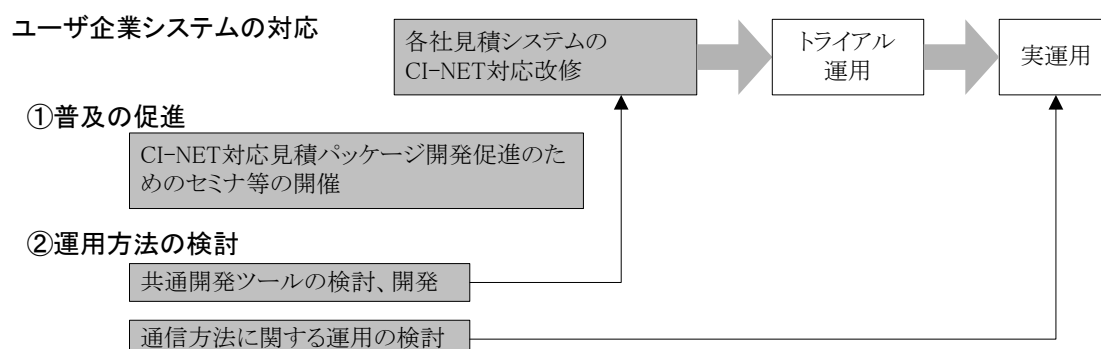 ユーザ企業システムの対応
各社見積システムの
CI-NET対応改修
トライアル
運用
実運用
①普及の促進
CI-NET対応見積パッケージ開発促進のた
めのセミナ等の開催
②運用方法の検討
共通開発ツールの検討、開発
通信方法に関する運用の検討